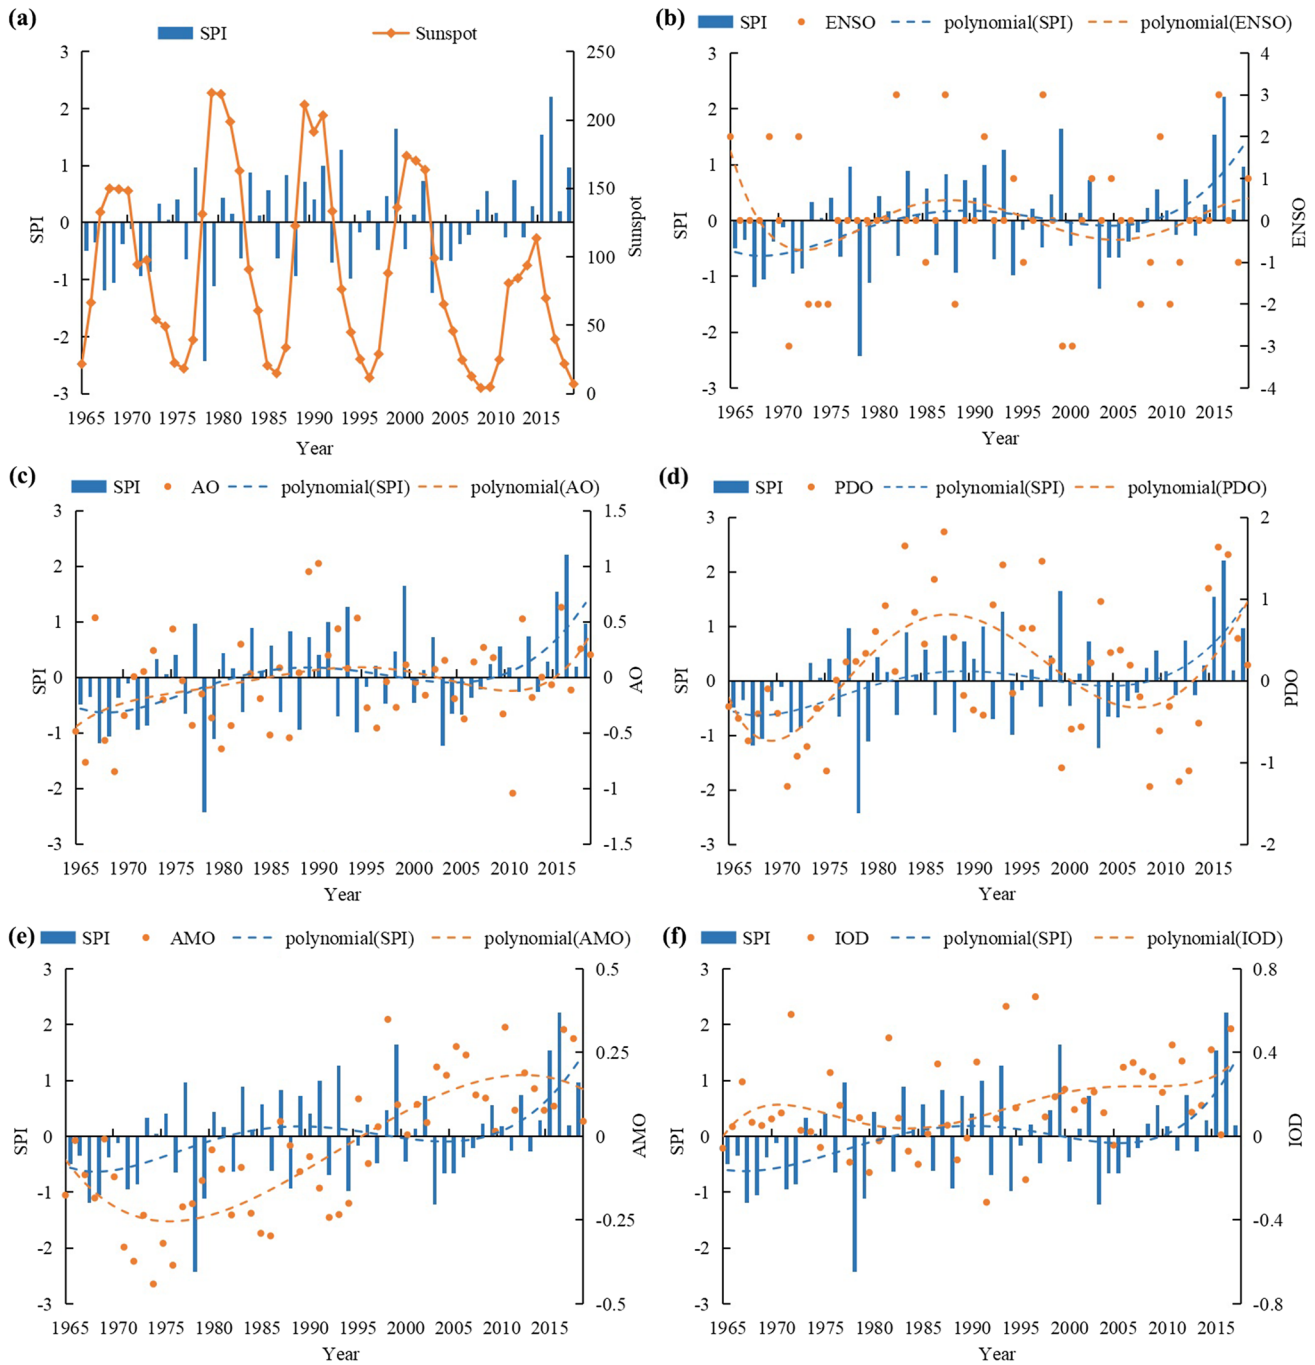 (a)
SPI Sunspot
3 250
2 200
1 150
0
-1 100
-2 50
-3 0
SPI
Sunspot
1965 1970 1975 1980 1985 1990 1995 2000 2005 2010 2015
Year
(b)
SPI ENSO polynomial(SPI) polynomial(ENSO)
3 4
3
2 2
1 1
0 0
-1 -1
-2 -2
-3
-3 -4
SPI
ENSO
1965 1970 1975 1980 1985 1990 1995 2000 2005 2010 2015
Year
(c)
SPI AO polynomial(SPI) polynomial(AO)
3 1.5
2 1
1 0.5
0 0
-1 -0.5
-2 -1
-3 -1.5
SPI
AO
1965 1970 1975 1980 1985 1990 1995 2000 2005 2010 2015
Year
(d)
SPI PDO polynomial(SPI) polynomial(PDO)
3 2
2
1 1
0 0
-1 -1
-2
-3 -2
SPI
PDO
1965 1970 1975 1980 1985 1990 1995 2000 2005 2010 2015
Year
(e)
SPI AMO polynomial(SPI) polynomial(AMO)
3 0.5
2 0.25
1
0 0
-1 -0.25
-2
-3 -0.5
SPI
AMO
1965 1970 1975 1980 1985 1990 1995 2000 2005 2010 2015
Year
(f)
SPI IOD polynomial(SPI) polynomial(IOD)
3 0.8
2 0.4
1
0 0
-1 -0.4
-2
-3 -0.8
SPI
IOD
1965 1970 1975 1980 1985 1990 1995 2000 2005 2010 2015
Year